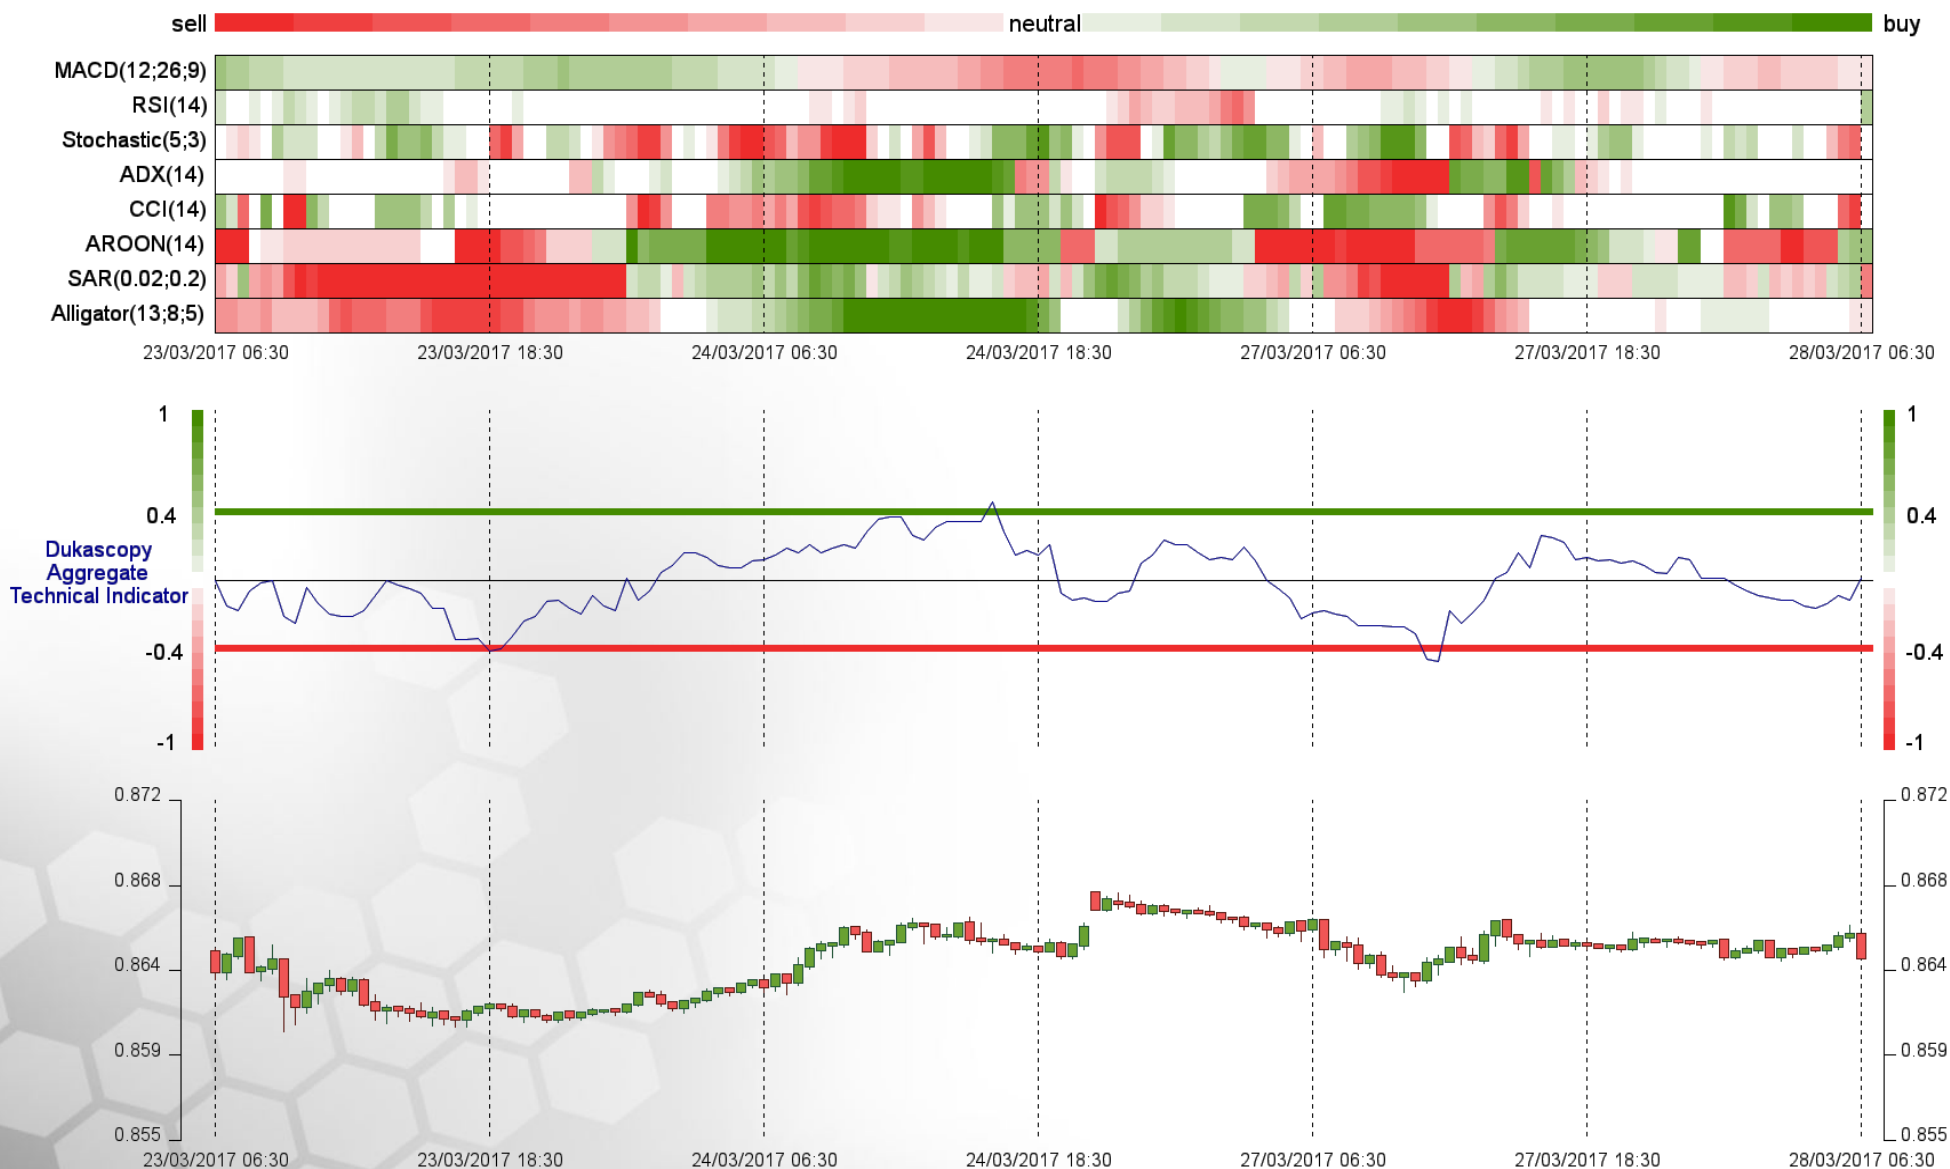 sell neutral buy
MACD(12;26;9)
RSI(14)
Stochastic(5;3)
ADX(14)
CCI(14)
AROON(14)
SAR(0.02;0.2)
Alligator(13;8;5)
23/03/2017 06:30 23/03/2017 18:30 24/03/2017 06:30 24/03/2017 18:30 27/03/2017 06:30 27/03/2017 18:30 28/03/2017 06:30
1 1
0.4 0.4
Dukascopy
Aggregate
Technical Indicator
-0.4 -0.4
-1 -1
0.872 0.872
0.868 0.868
0.864 0.864
0.859 0.859
0.855 0.855
23/03/2017 06:30 23/03/2017 18:30 24/03/2017 06:30 24/03/2017 18:30 27/03/2017 06:30 27/03/2017 18:30 28/03/2017 06:30